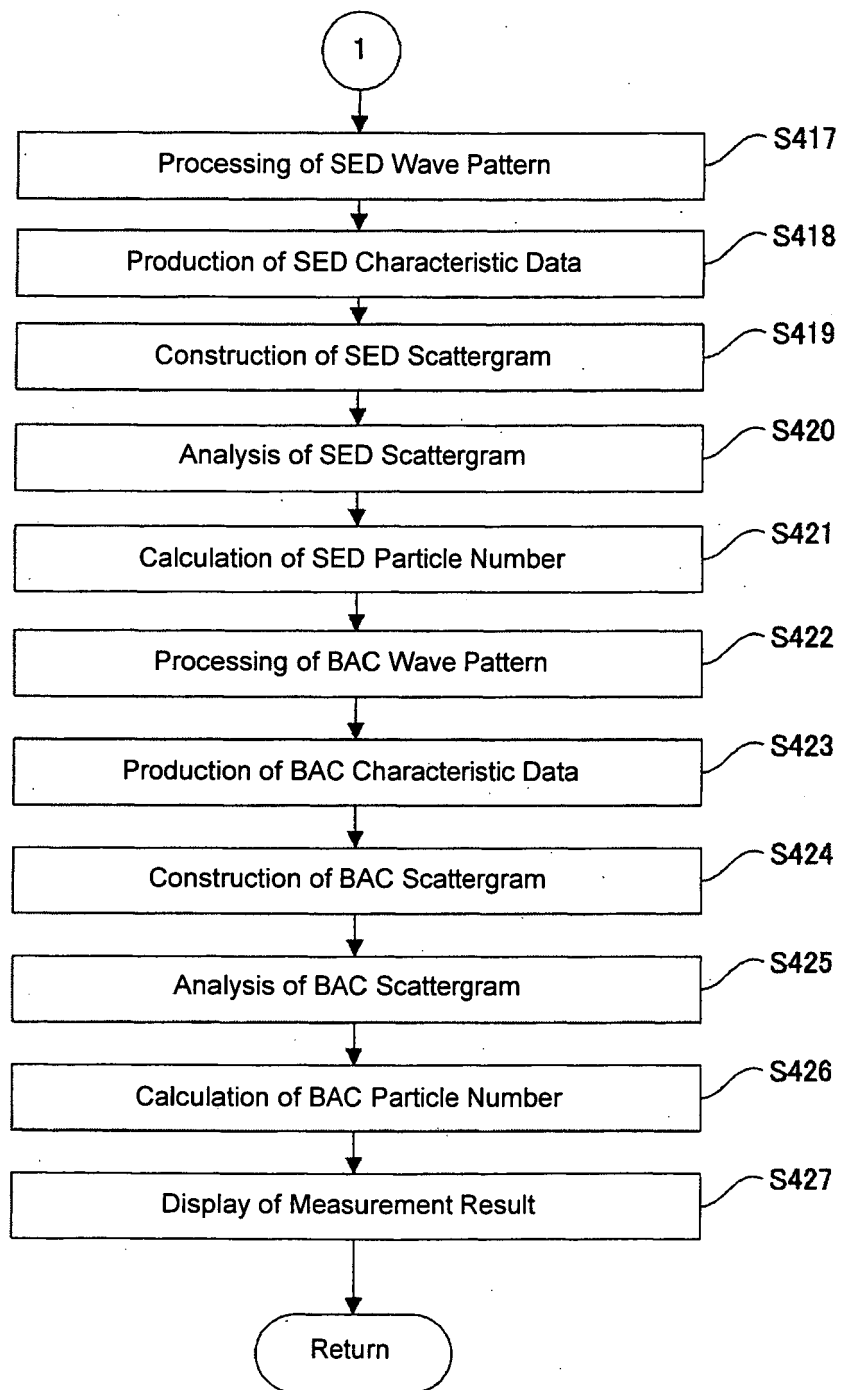 1
Processing of SED Wave Pattern
S417
Production of SED Characteristic Data
S418
Construction of SED Scattergram
S419
Analysis of SED Scattergram
S420
Calculation of SED Particle Number
S421
Processing of BAC Wave Pattern
S422
Production of BAC Characteristic Data
S423
Construction of BAC Scattergram
S424
Analysis of BAC Scattergram
S425
Calculation of BAC Particle Number
S426
Display of Measurement Result
S427
Return